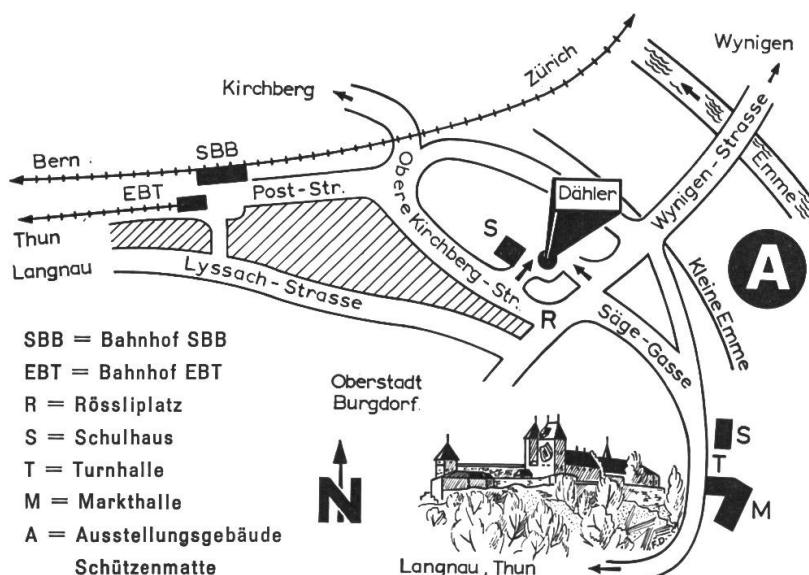 Wynigen
Zürich
Kirchberg
SBB
Bern
EBT
Post-Str.
Thun
Langnau
Lyssach-Strasse
Obere Kirchberg-Str.
Dähler
S
R
Wynigen-Strasse
Emme
A
Kleine Emme
Säge-Gasse
SBB = Bahnhof SBB
EBT = Bahnhof EBT
R = Rössliplatz
S = Schulhaus
T = Turnhalle
M = Markthalle
A = Ausstellungsgebäude
Schützenmatte
Oberstadt
Burgdorf
N
S
T
M
F.D.
Langnau, Thun